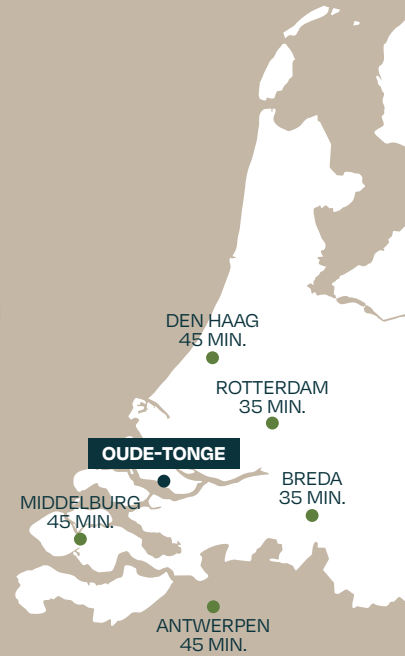 DEN HAAG
45 MIN.
ROTTERDAM
35 MIN.
OUDE-TONGE
BREDA
35 MIN.
MIDDELBURG
45 MIN.
ANTWERPEN
45 MIN.